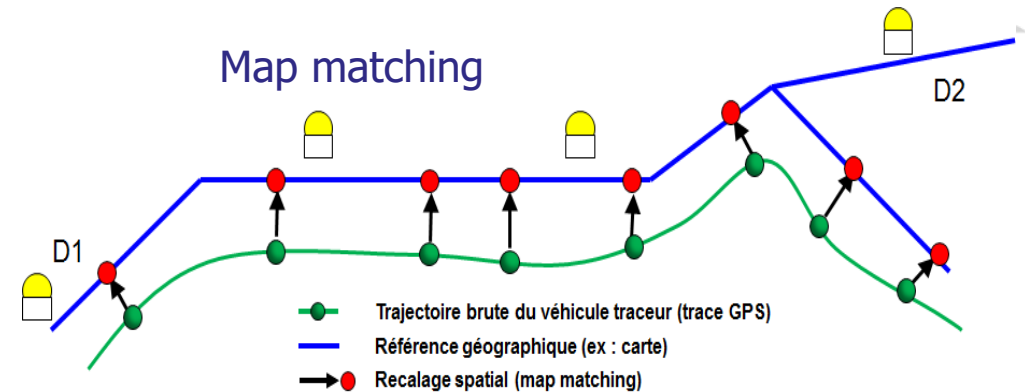 Map matching
D2
D1
Trajectoire brute du véhicule traceur (trace GPS)
Référence géographique (ex : carte)
Recalage spatial (map matching)